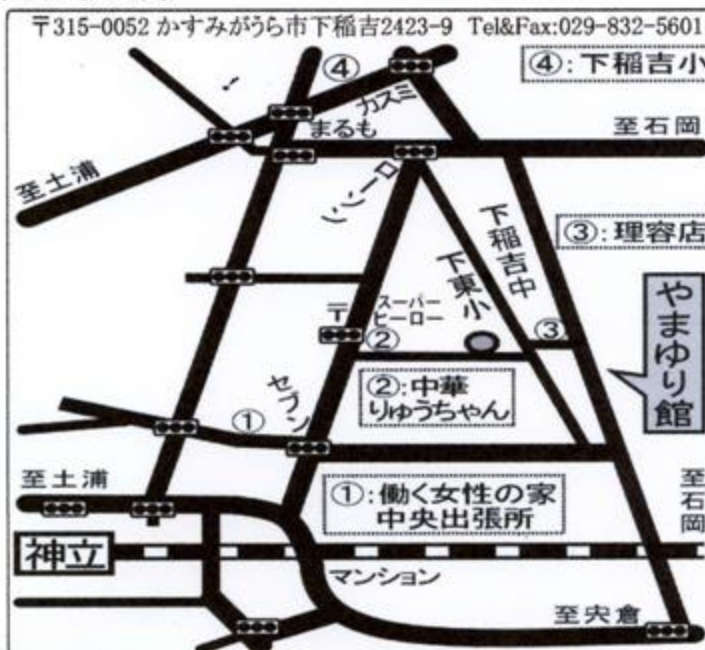 〒315-0052 かすみがうら市下稲吉2423-9 Tel&Fax:029-832-5601
④
④:下稲吉小
カスミ
まるも
至石岡
至土浦
ローソン
下稲吉中
下東小
③:理容店
スーパー
ヒーロー
〒
②
③
やまゆり館
②:中華
りゅうちゃん
セブン
①
至土浦
①:働く女性の家
中央出張所
至石岡
神立
マンション
至宍倉